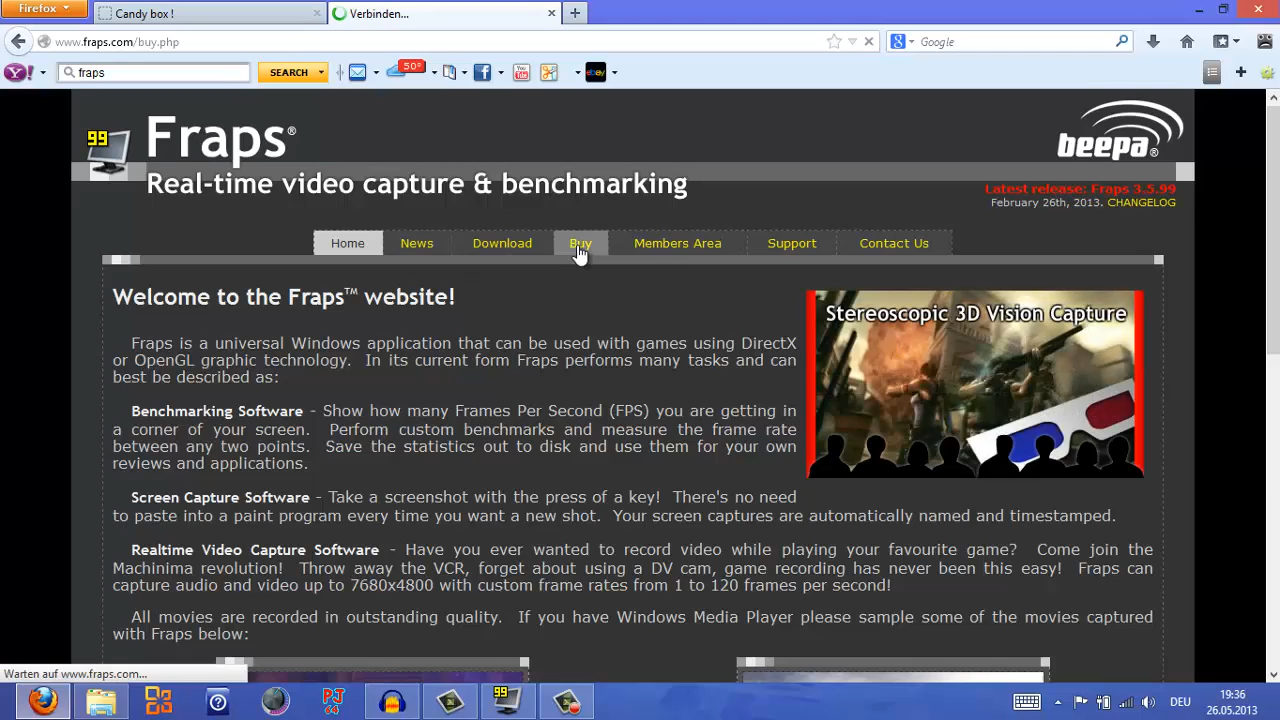 Firefox
Candy box !
Verbinden...
www.fraps.com/buy.php
Google
fraps
SEARCH
50°
You Tube
ebay
99
Fraps®
Real-time video capture & benchmarking
beepa®
Latest release: Fraps 3.5.99
February 26th, 2013. CHANGELOG
Home
News
Download
Buy
Members Area
Support
Contact Us
Welcome to the Fraps™ website!
Stereoscopic 3D Vision Capture
Fraps is a universal Windows application that can be used with games using DirectX
or OpenGL graphic technology. In its current form Fraps performs many tasks and can
best be described as:
Benchmarking Software - Show how many Frames Per Second (FPS) you are getting in
a corner of your screen. Perform custom benchmarks and measure the frame rate
between any two points. Save the statistics out to disk and use them for your own
reviews and applications.
Screen Capture Software - Take a screenshot with the press of a key! There's no need
to paste into a paint program every time you want a new shot. Your screen captures are automatically named and timestamped.
Realtime Video Capture Software - Have you ever wanted to record video while playing your favourite game? Come join the
Machinima revolution! Throw away the VCR, forget about using a DV cam, game recording has never been this easy! Fraps can
capture audio and video up to 7680x4800 with custom frame rates from 1 to 120 frames per second!
All movies are recorded in outstanding quality. If you have Windows Media Player please sample some of the movies captured
with Fraps below:
Warten auf www.fraps.com...
PT
64
99
DEU
19:36
26.05.2013